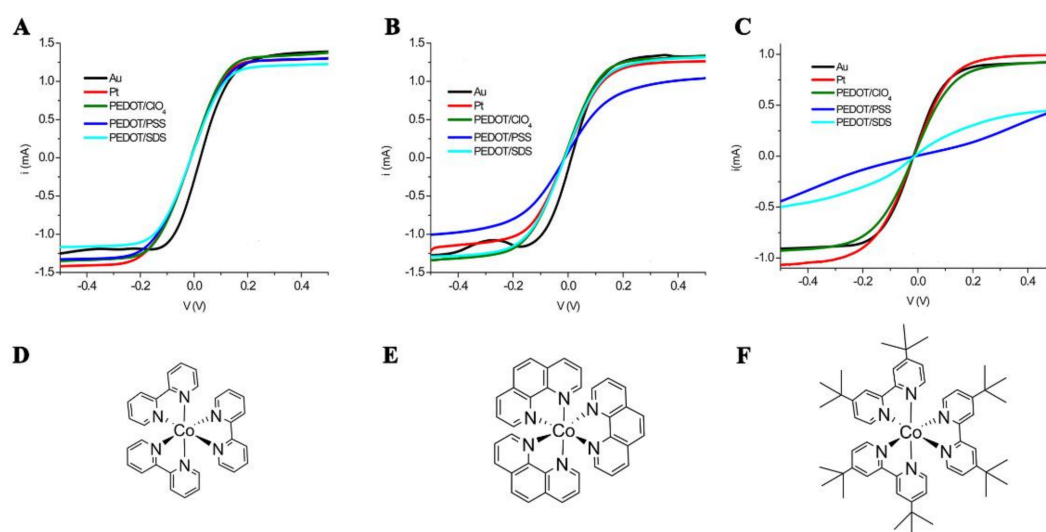 A
i (mA)
1.5
1.0
0.5
0.0
-0.5
-1.0
-1.5
Au
Pt
PEDOT/ClO4
PEDOT/PSS
PEDOT/SDS
-0.4
-0.2
0.0
0.2
0.4
V (V)
B
i (mA)
1.5
1.0
0.5
0.0
-0.5
-1.0
-1.5
Au
Pt
PEDOT/ClO4
PEDOT/PSS
PEDOT/SDS
-0.4
-0.2
0.0
0.2
0.4
V (V)
C
i(mA)
1.0
0.5
0.0
-0.5
-1.0
Au
Pt
PEDOT/ClO4
PEDOT/PSS
PEDOT/SDS
-0.4
-0.2
0.0
0.2
0.4
V (V)
D
N
N
N
Co
N
N
N
E
N
N
N
Co
N
N
N
F
N
N
N
Co
N
N
N